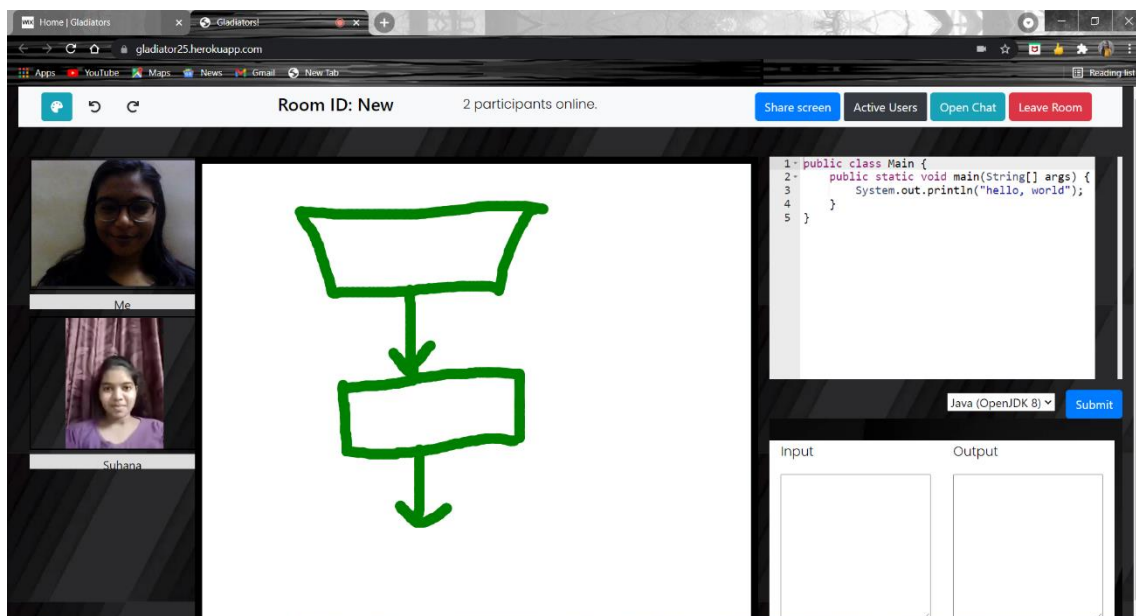 Home | Gladiators
Gladiators!
gladiator25.herokuapp.com
Apps YouTube Maps News Gmail New Tab Reading list
Room ID: New 2 participants online. Share screen Active Users Open Chat Leave Room
1 public class Main {
2 public static void main(String[] args) {
3 System.out.println("hello, world");
4 }
5 }
Me
Suhana
Java (OpenJDK 8) Submit
Input Output